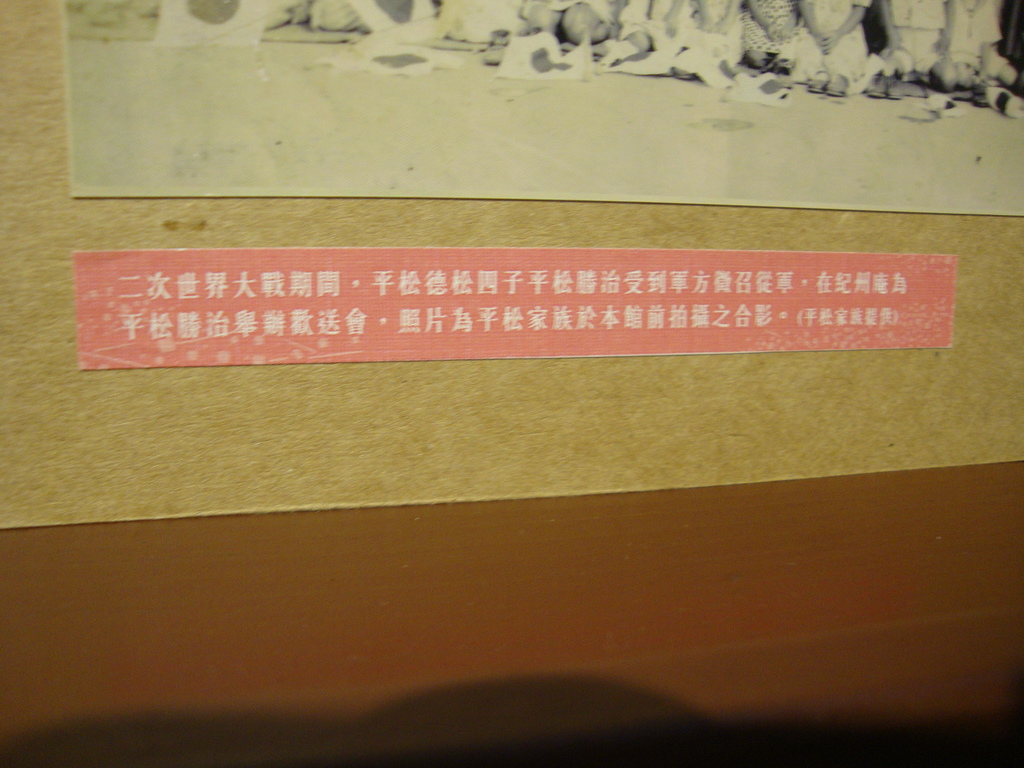 二次世界大戰期間，平松德松四子平松勝治受到軍方徵召從軍，在紀州庵為
平松勝治舉辦歡送會，照片為平松家族於本館前拍攝之合影。(平松家族提供)